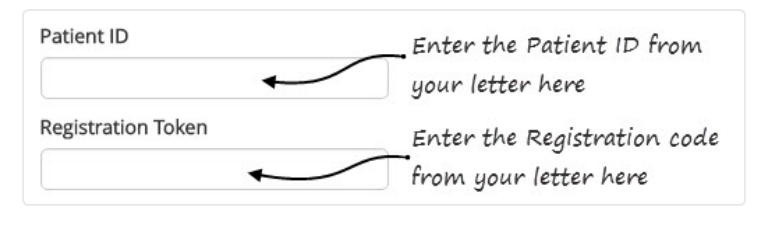 Patient ID
Enter the Patient ID from
your letter here
Registration Token
Enter the Registration code
from your letter here